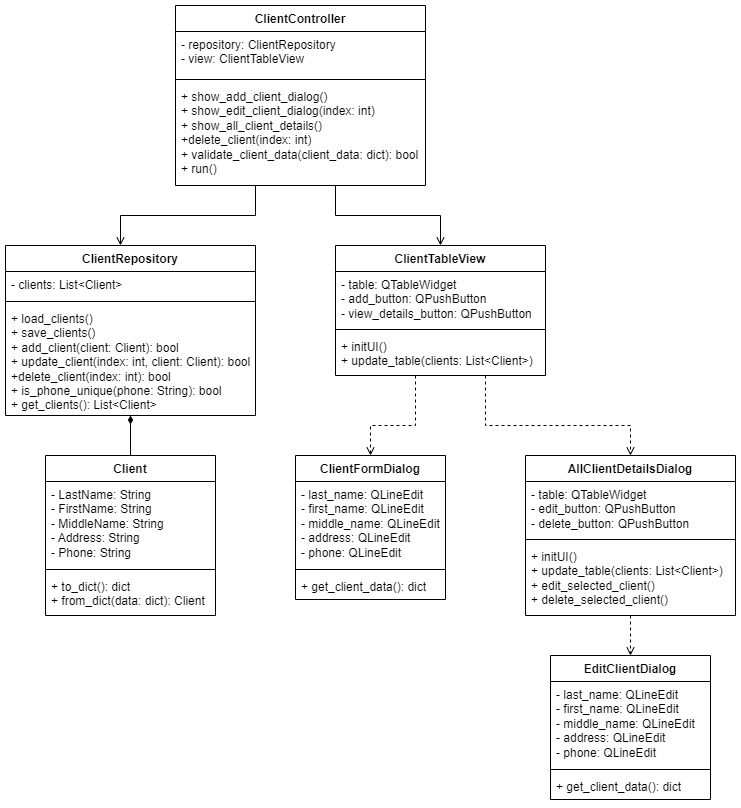 ClientController
- repository: ClientRepository
- view: ClientTableView
+ show_add_client_dialog()
+ show_edit_client_dialog(index: int)
+ show_all_client_details()
+delete_client(index: int)
+ validate_client_data(client_data: dict): bool
+ run()
ClientRepository
- clients: List<Client>
+ load_clients()
+ save_clients()
+ add_client(client: Client): bool
+ update_client(index: int, client: Client): bool
+delete_client(index: int): bool
+ is_phone_unique(phone: String): bool
+ get_clients(): List<Client>
ClientTableView
- table: QTableWidget
- add_button: QPushButton
- view_details_button: QPushButton
+ initUI()
+ update_table(clients: List<Client>)
Client
- LastName: String
- FirstName: String
- MiddleName: String
- Address: String
- Phone: String
+ to_dict(): dict
+ from_dict(data: dict): Client
ClientFormDialog
- last_name: QLineEdit
- first_name: QLineEdit
- middle_name: QLineEdit
- address: QLineEdit
- phone: QLineEdit
+ get_client_data(): dict
AllClientDetailsDialog
- table: QTableWidget
- edit_button: QPushButton
- delete_button: QPushButton
+ initUI()
+ update_table(clients: List<Client>)
+ edit_selected_client()
+ delete_selected_client()
EditClientDialog
- last_name: QLineEdit
- first_name: QLineEdit
- middle_name: QLineEdit
- address: QLineEdit
- phone: QLineEdit
+ get_client_data(): dict